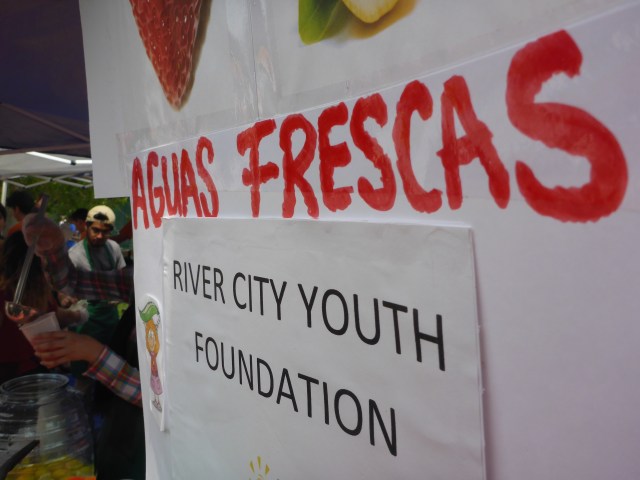 AGUAS FRESCAS
RIVER CITY YOUTH
FOUNDATION